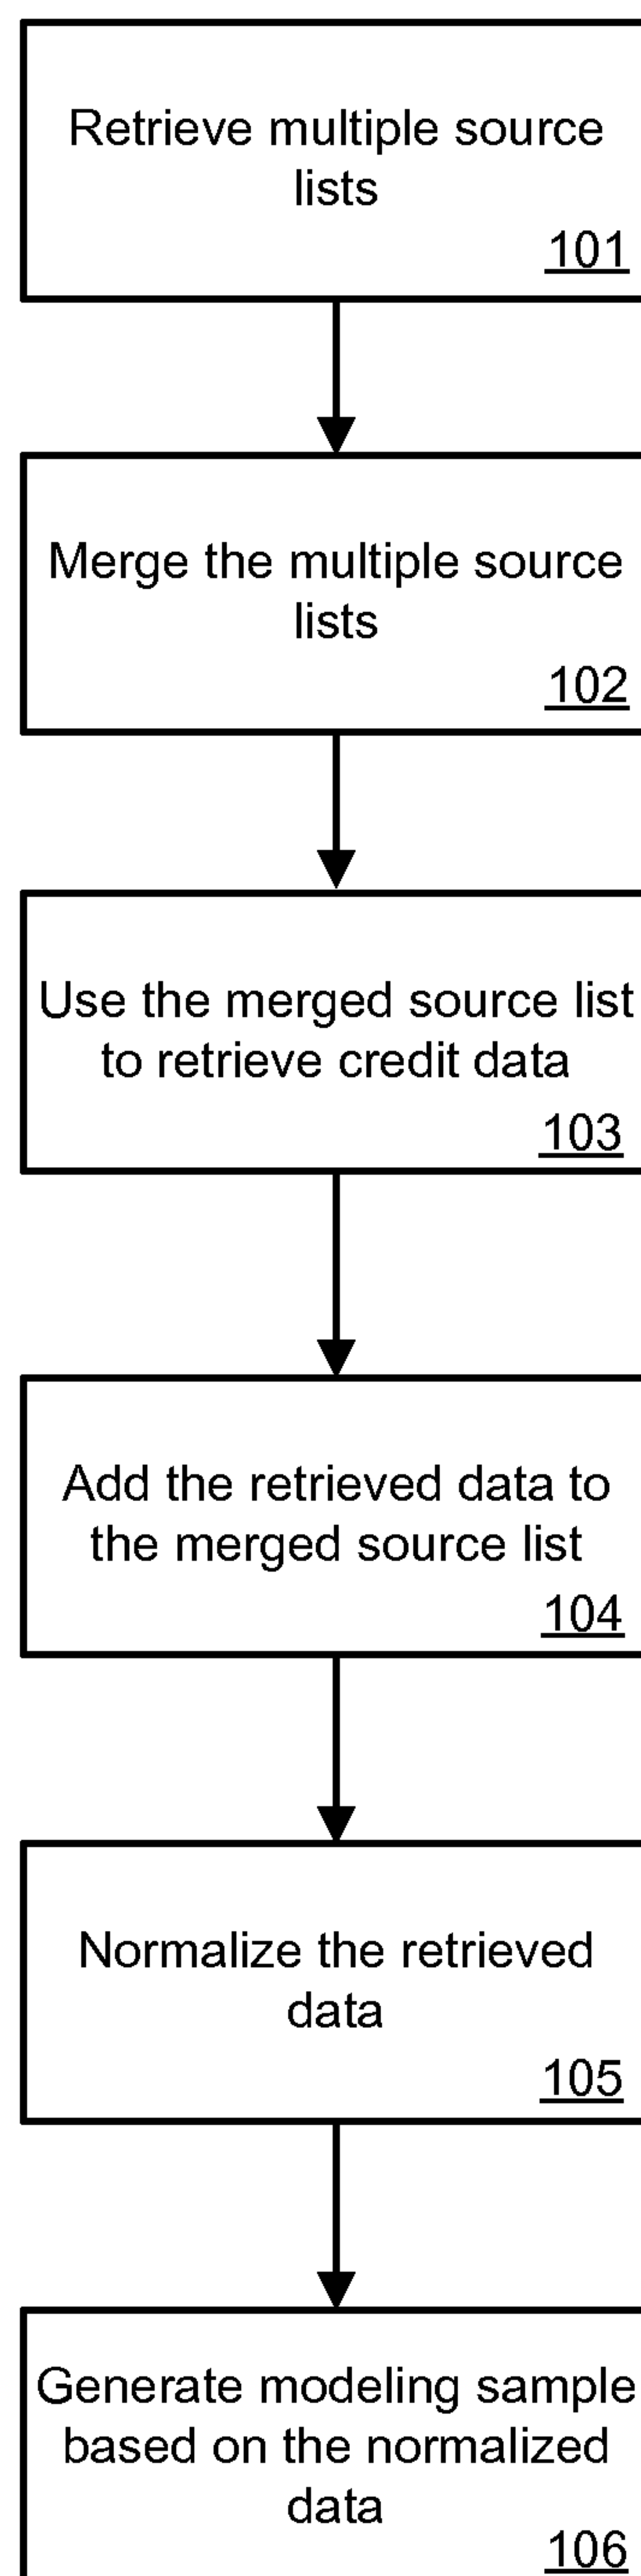 Retrieve multiple source
lists
101
Merge the multiple source
lists
102
Use the merged source list
to retrieve credit data
103
Add the retrieved data to
the merged source list
104
Normalize the retrieved
data
105
Generate modeling sample
based on the normalized
data
106